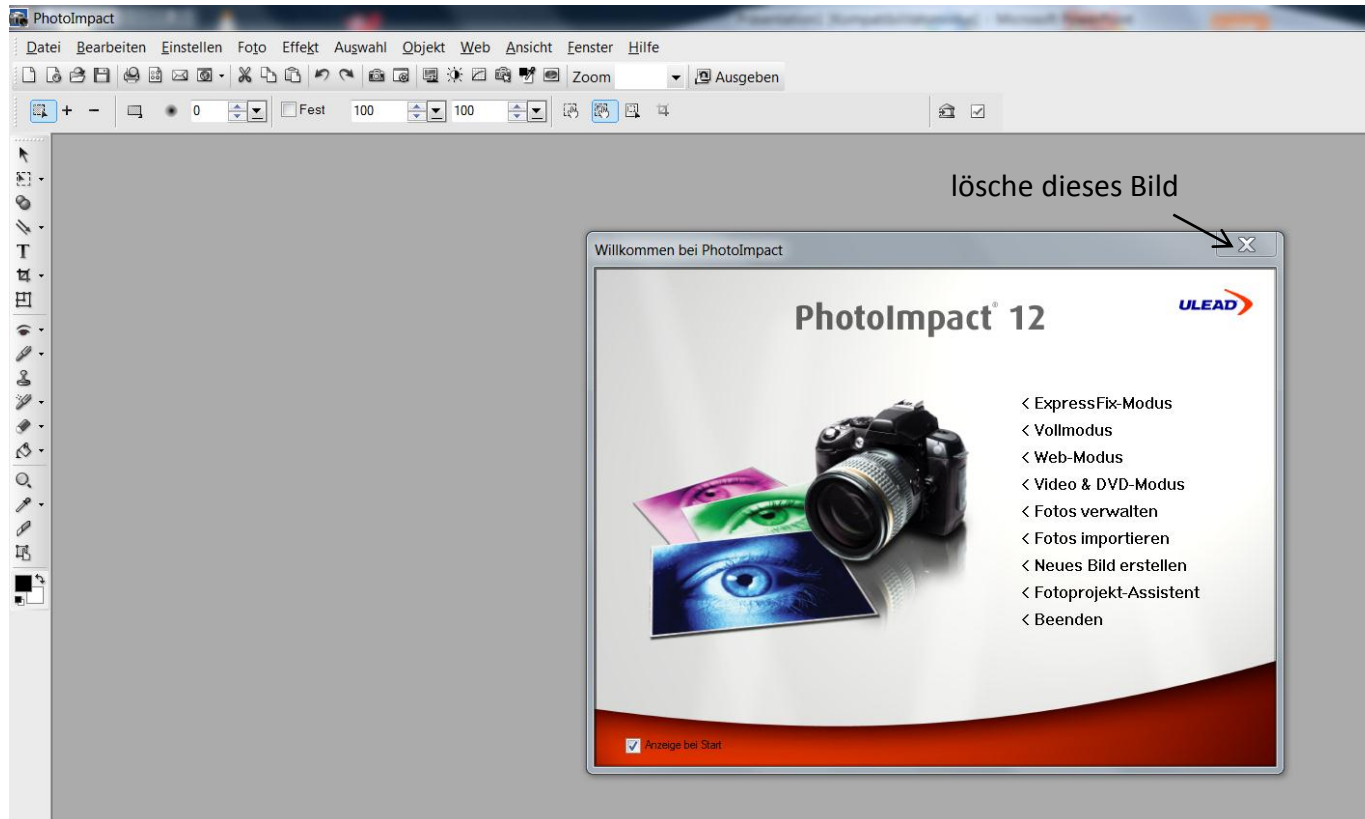 PhotoImpact
Datei Bearbeiten Einstellen Foto Effekt Auswahl Objekt Web Ansicht Fenster Hilfe
Zoom Ausgeben
0 Fest 100 100
lösche dieses Bild
Willkommen bei PhotoImpact
PhotoImpact® 12
ULEAD
< ExpressFix-Modus
< Vollmodus
< Web-Modus
< Video & DVD-Modus
< Fotos verwalten
< Fotos importieren
< Neues Bild erstellen
< Fotoprojekt-Assistent
< Beenden
Anzeige bei Start